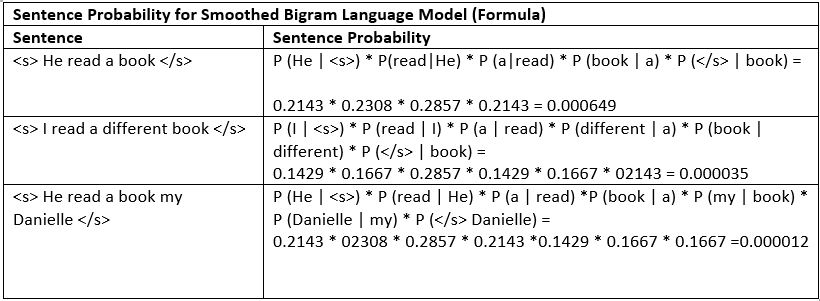 Sentence Probability for Smoothed Bigram Language Model (Formula)
Sentence Sentence Probability
<s> He read a book </s>
P (He | <s>) * P(read|He) * P (a|read) * P (book | a) * P (</s> | book) =
0.2143 * 0.2308 * 0.2857 * 0.2143 = 0.000649
<s> I read a different book </s>
P (I | <s>) * P (read | I) * P (a | read) * P (different | a) * P (book |
different) * P (</s> | book) =
0.1429 * 0.1667 * 0.2857 * 0.1429 * 0.1667 * 02143 = 0.000035
<s> He read a book my
Danielle </s>
P (He | <s>) * P (read | He) * P (a | read) *P (book | a) * P (my | book) *
P (Danielle | my) * P (</s> Danielle) =
0.2143 * 02308 * 0.2857 * 0.2143 *0.1429 * 0.1667 * 0.1667 =0.000012